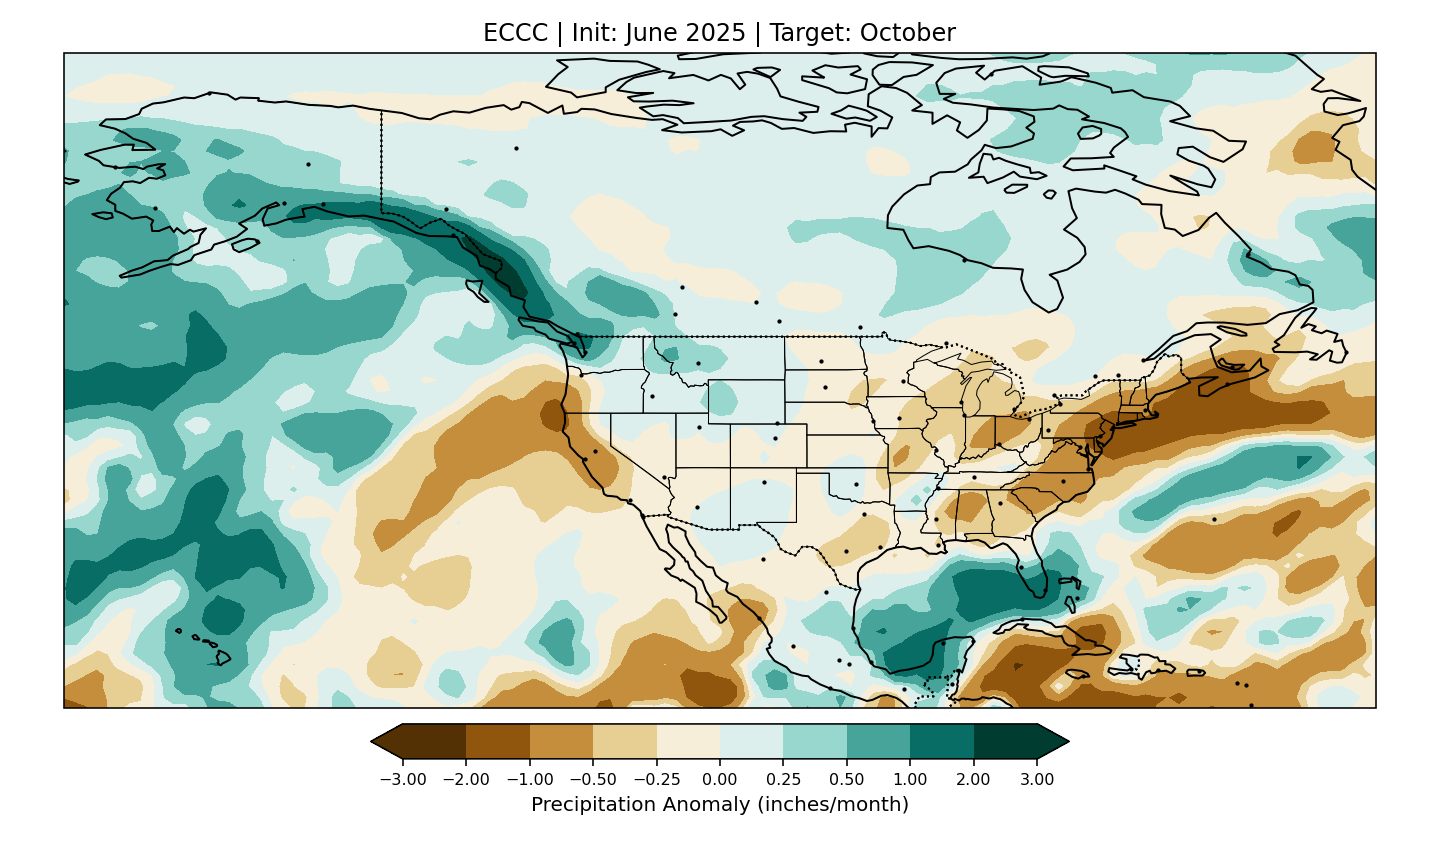 ECCC | Init: June 2025 | Target: October
−3.00 −2.00 −1.00 −0.50 −0.25 0.00 0.25 0.50 1.00 2.00 3.00
Precipitation Anomaly (inches/month)